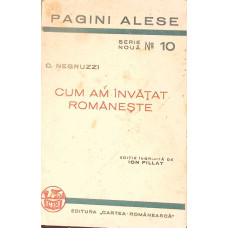 PAGINI ALESE
SERIE
NOUĂ No 10
C. NEGRUZZI
CUM AM ÎNVĂȚAT
ROMÂNEȘTE
EDIȚIE ÎNGRIJITĂ DE
ION PILLAT
EDITURA „CARTEA ROMÂNEASCĂ"